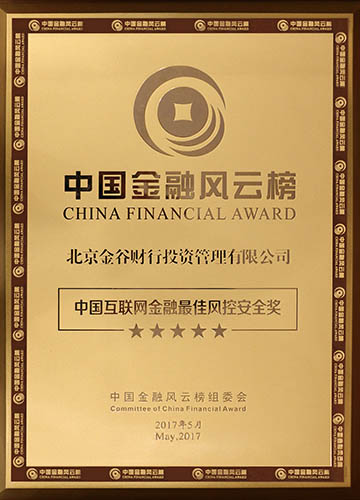 中国金融风云榜
CHINA FINANCIAL AWARD
北京金谷财行投资管理有限公司
中国互联网金融最佳风控安全奖
中国金融风云榜组委会
Committee of China Financial Award
2017年5月
May,2017